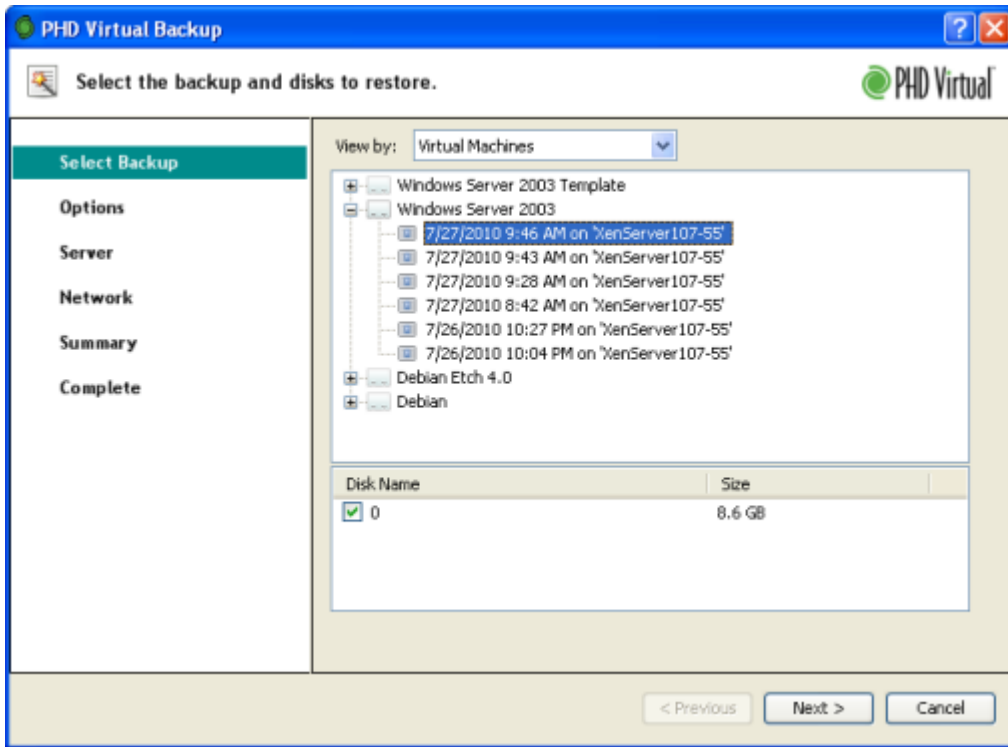 PHD Virtual Backup
Select the backup and disks to restore.
PHD Virtual
Select Backup
Options
Server
Network
Summary
Complete
View by: Virtual Machines
Windows Server 2003 Template
Windows Server 2003
7/27/2010 9:46 AM on 'XenServer107-55'
7/27/2010 9:43 AM on 'XenServer107-55'
7/27/2010 9:28 AM on 'XenServer107-55'
7/27/2010 8:42 AM on 'XenServer107-55'
7/26/2010 10:27 PM on 'XenServer107-55'
7/26/2010 10:04 PM on 'XenServer107-55'
Debian Etch 4.0
Debian
Disk Name Size
0 8.6 GB
< Previous Next > Cancel